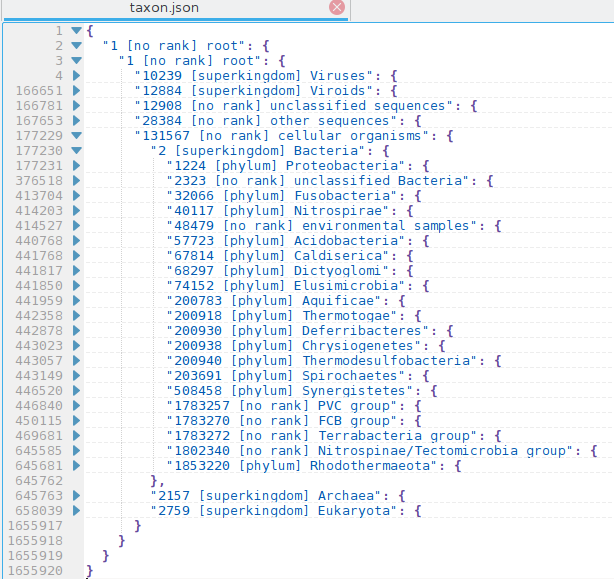 taxon.json
1 {
2 "1 [no rank] root": {
3 "1 [no rank] root": {
4 "10239 [superkingdom] Viruses": {
166651 "12884 [superkingdom] Viroids": {
166781 "12908 [no rank] unclassified sequences": {
167653 "28384 [no rank] other sequences": {
177229 "131567 [no rank] cellular organisms": {
177230 "2 [superkingdom] Bacteria": {
177231 "1224 [phylum] Proteobacteria": {
376518 "2323 [no rank] unclassified Bacteria": {
413704 "32066 [phylum] Fusobacteria": {
414203 "40117 [phylum] Nitrospirae": {
414527 "48479 [no rank] environmental samples": {
440768 "57723 [phylum] Acidobacteria": {
441768 "67814 [phylum] Caldiserica": {
441817 "68297 [phylum] Dictyoglomi": {
441850 "74152 [phylum] Elusimicrobia": {
441959 "200783 [phylum] Aquificae": {
442358 "200918 [phylum] Thermotogae": {
442878 "200930 [phylum] Deferribacteres": {
443023 "200938 [phylum] Chrysiogenetes": {
443057 "200940 [phylum] Thermodesulfobacteria": {
443149 "203691 [phylum] Spirochaetes": {
446520 "508458 [phylum] Synergistetes": {
446840 "1783257 [no rank] PVC group": {
450115 "1783270 [no rank] FCB group": {
469681 "1783272 [no rank] Terrabacteria group": {
645585 "1802340 [no rank] Nitrospinae/Tectomicrobia group": {
645681 "1853220 [phylum] Rhodothermaeota": {
645762 },
645763 "2157 [superkingdom] Archaea": {
658039 "2759 [superkingdom] Eukaryota": {
1655917 }
1655918 }
1655919 }
1655920 }